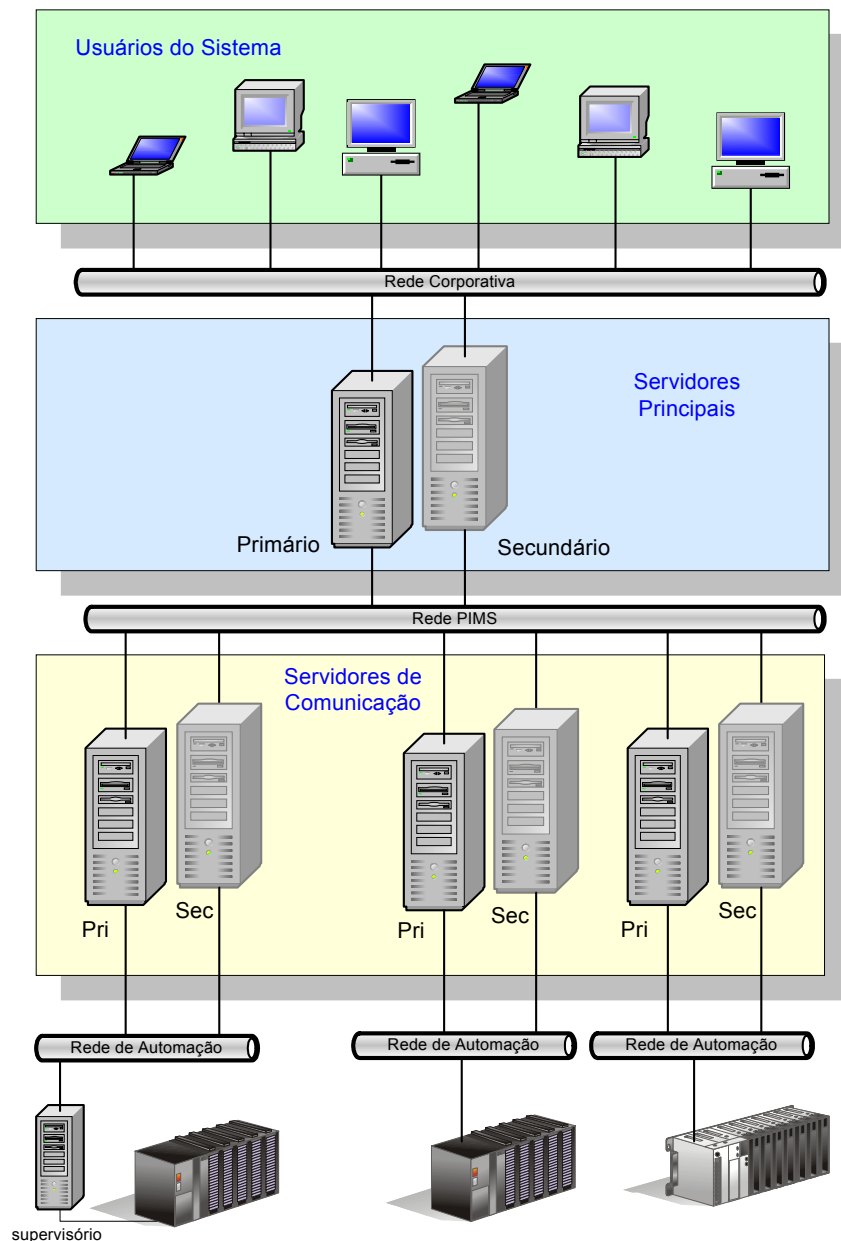 Usuários do Sistema
Rede Corporativa
Servidores
Principais
Primário
Secundário
Rede PIMS
Servidores de
Comunicação
Pri
Sec
Pri
Sec
Pri
Sec
Rede de Automação
Rede de Automação
Rede de Automação
supervisório